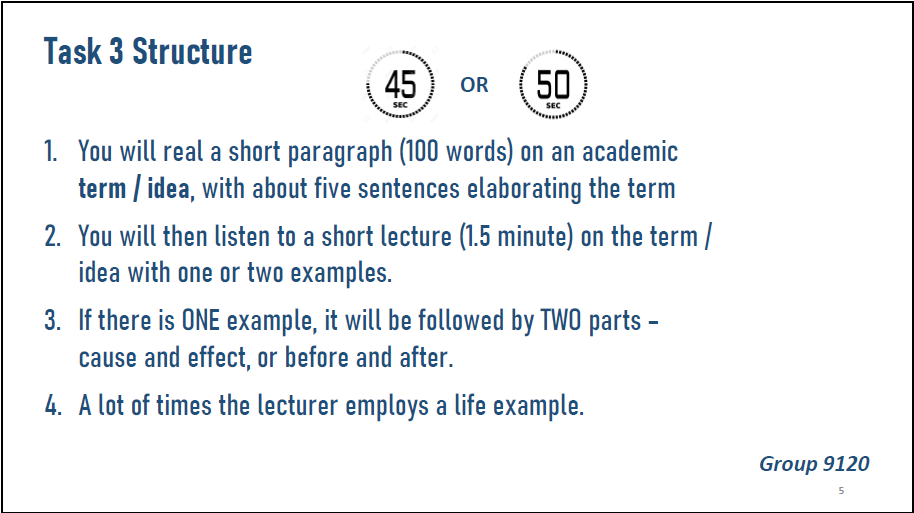 Task 3 Structure
45 SEC OR 50 SEC
1. You will real a short paragraph (100 words) on an academic
term / idea, with about five sentences elaborating the term
2. You will then listen to a short lecture (1.5 minute) on the term /
idea with one or two examples.
3. If there is ONE example, it will be followed by TWO parts –
cause and effect, or before and after.
4. A lot of times the lecturer employs a life example.
Group 9120
5